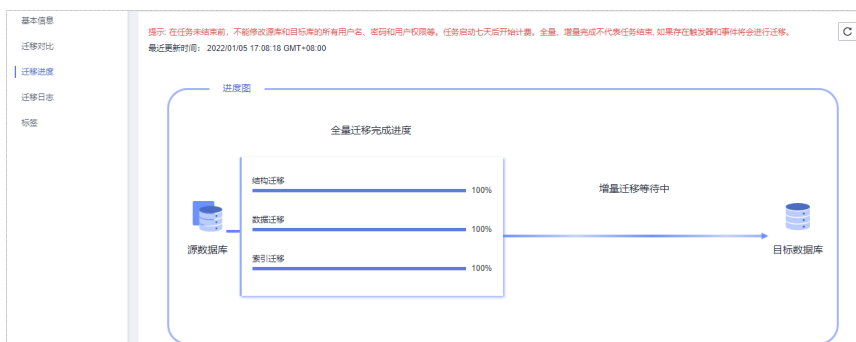 基本信息
迁移对比
迁移进度
迁移日志
标签
提示: 在任务未结束前，不能修改源库和目标库的所有用户名、密码和用户权限等。任务启动七天后开始计费。全量、增量完成不代表任务结束, 如果存在触发器和事件将会进行迁移。
最近更新时间： 2022/01/05 17:08:18 GMT+08:00
进度图
全量迁移完成进度
结构迁移
100%
数据迁移
100%
索引迁移
100%
增量迁移等待中
源数据库
目标数据库